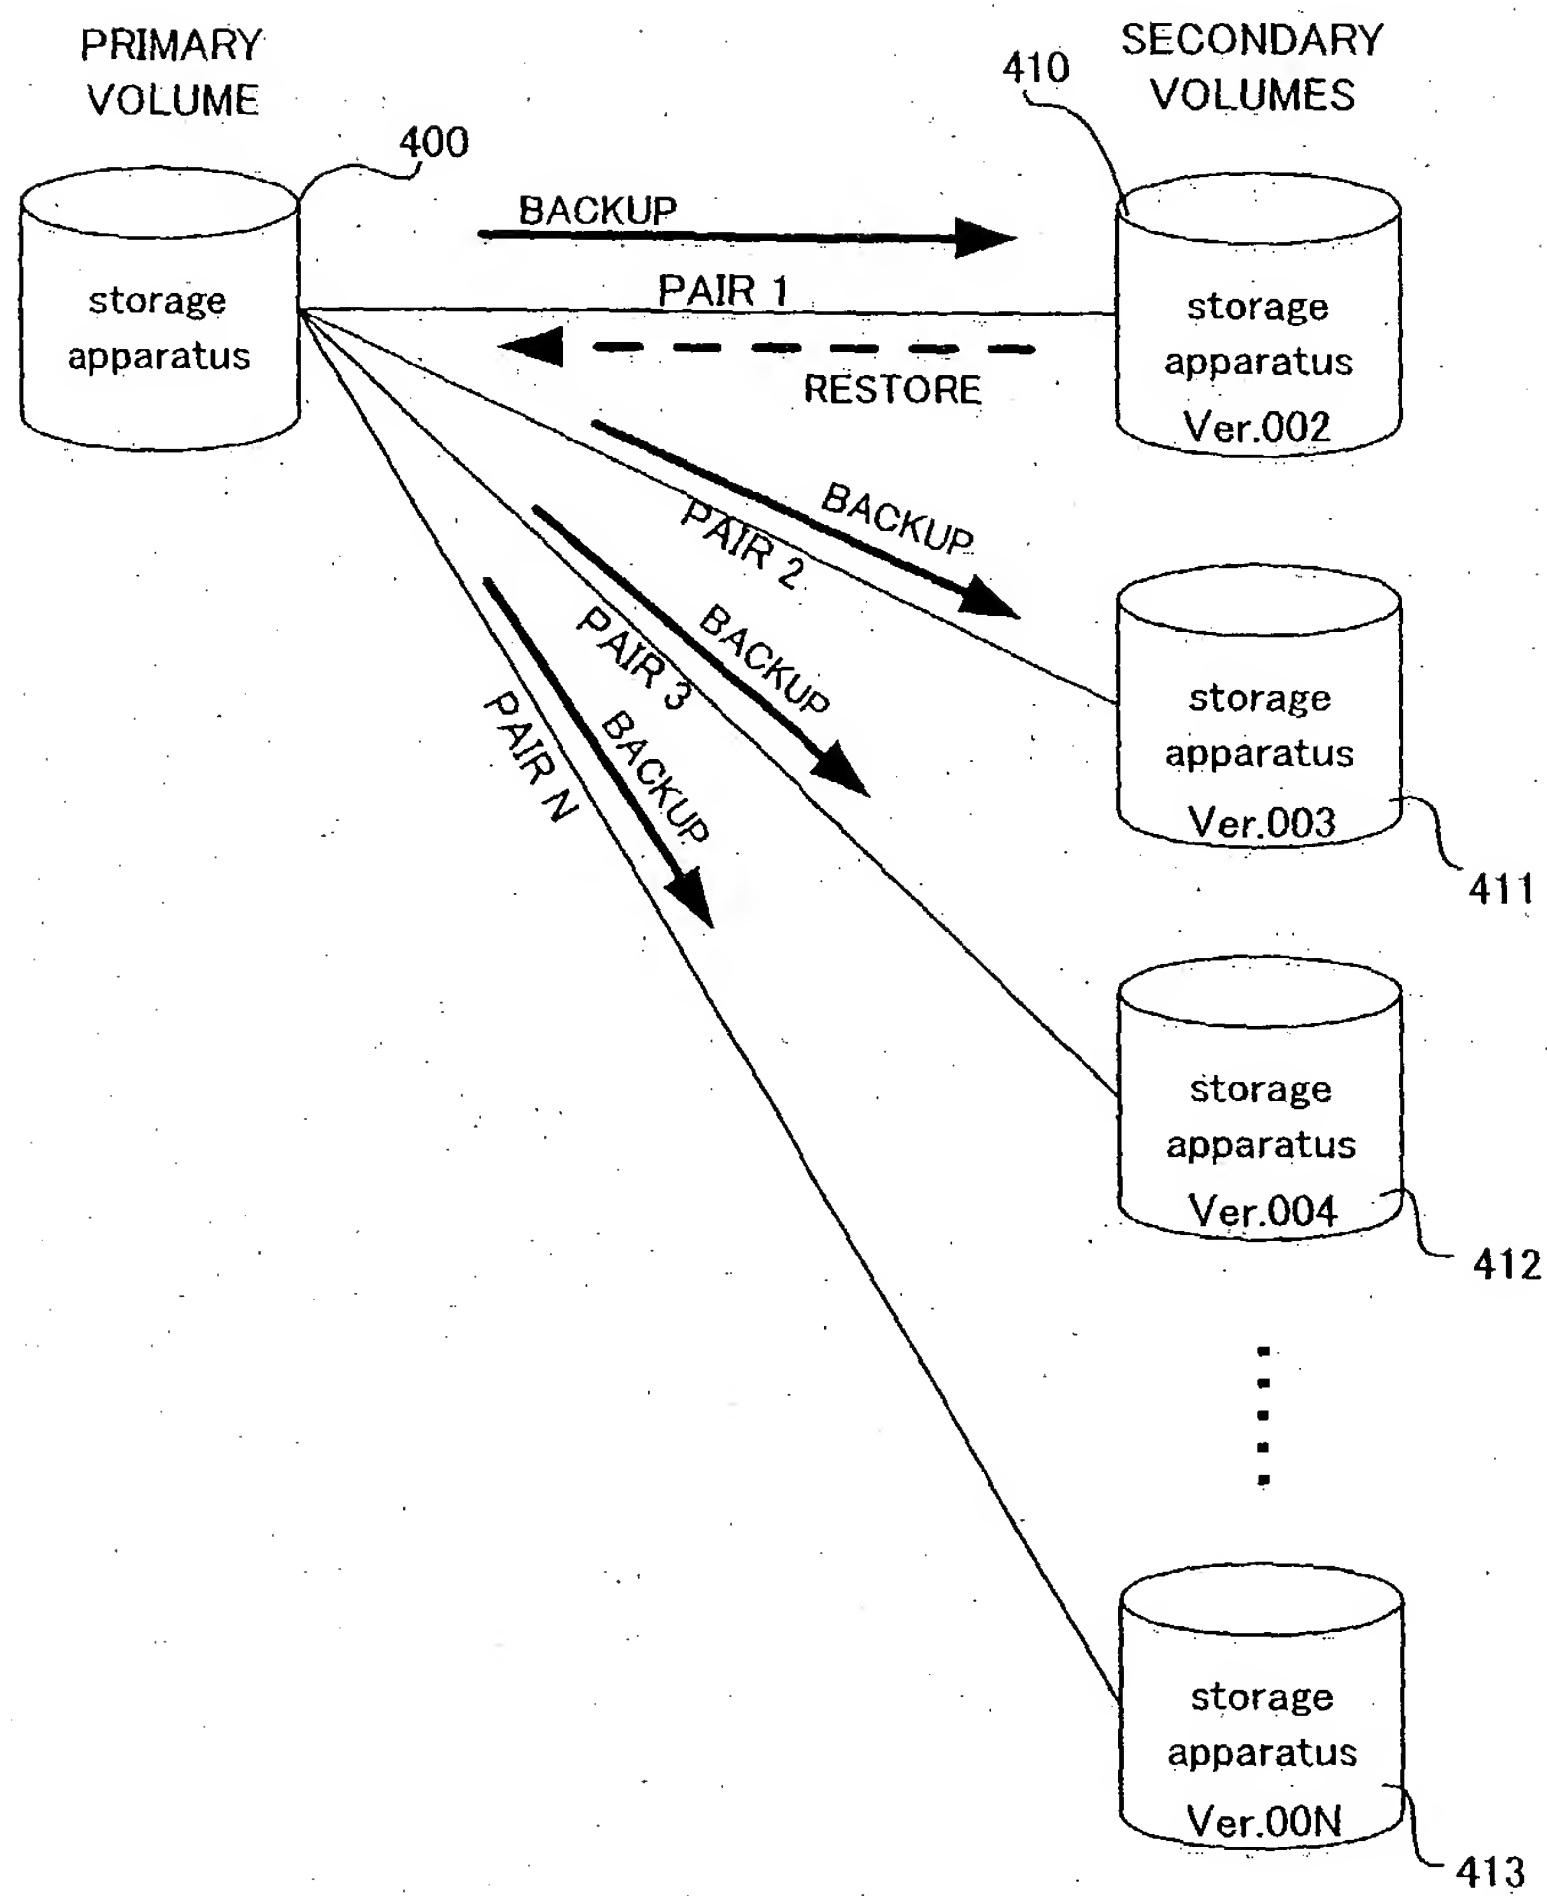 PRIMARY
VOLUME
400
storage
apparatus
SECONDARY
VOLUMES
410
BACKUP
PAIR 1
RESTORE
storage
apparatus
Ver.002
BACKUP
PAIR 2
storage
apparatus
Ver.003
411
BACKUP
PAIR 3
storage
apparatus
Ver.004
412
BACKUP
PAIR N
storage
apparatus
Ver.00N
413